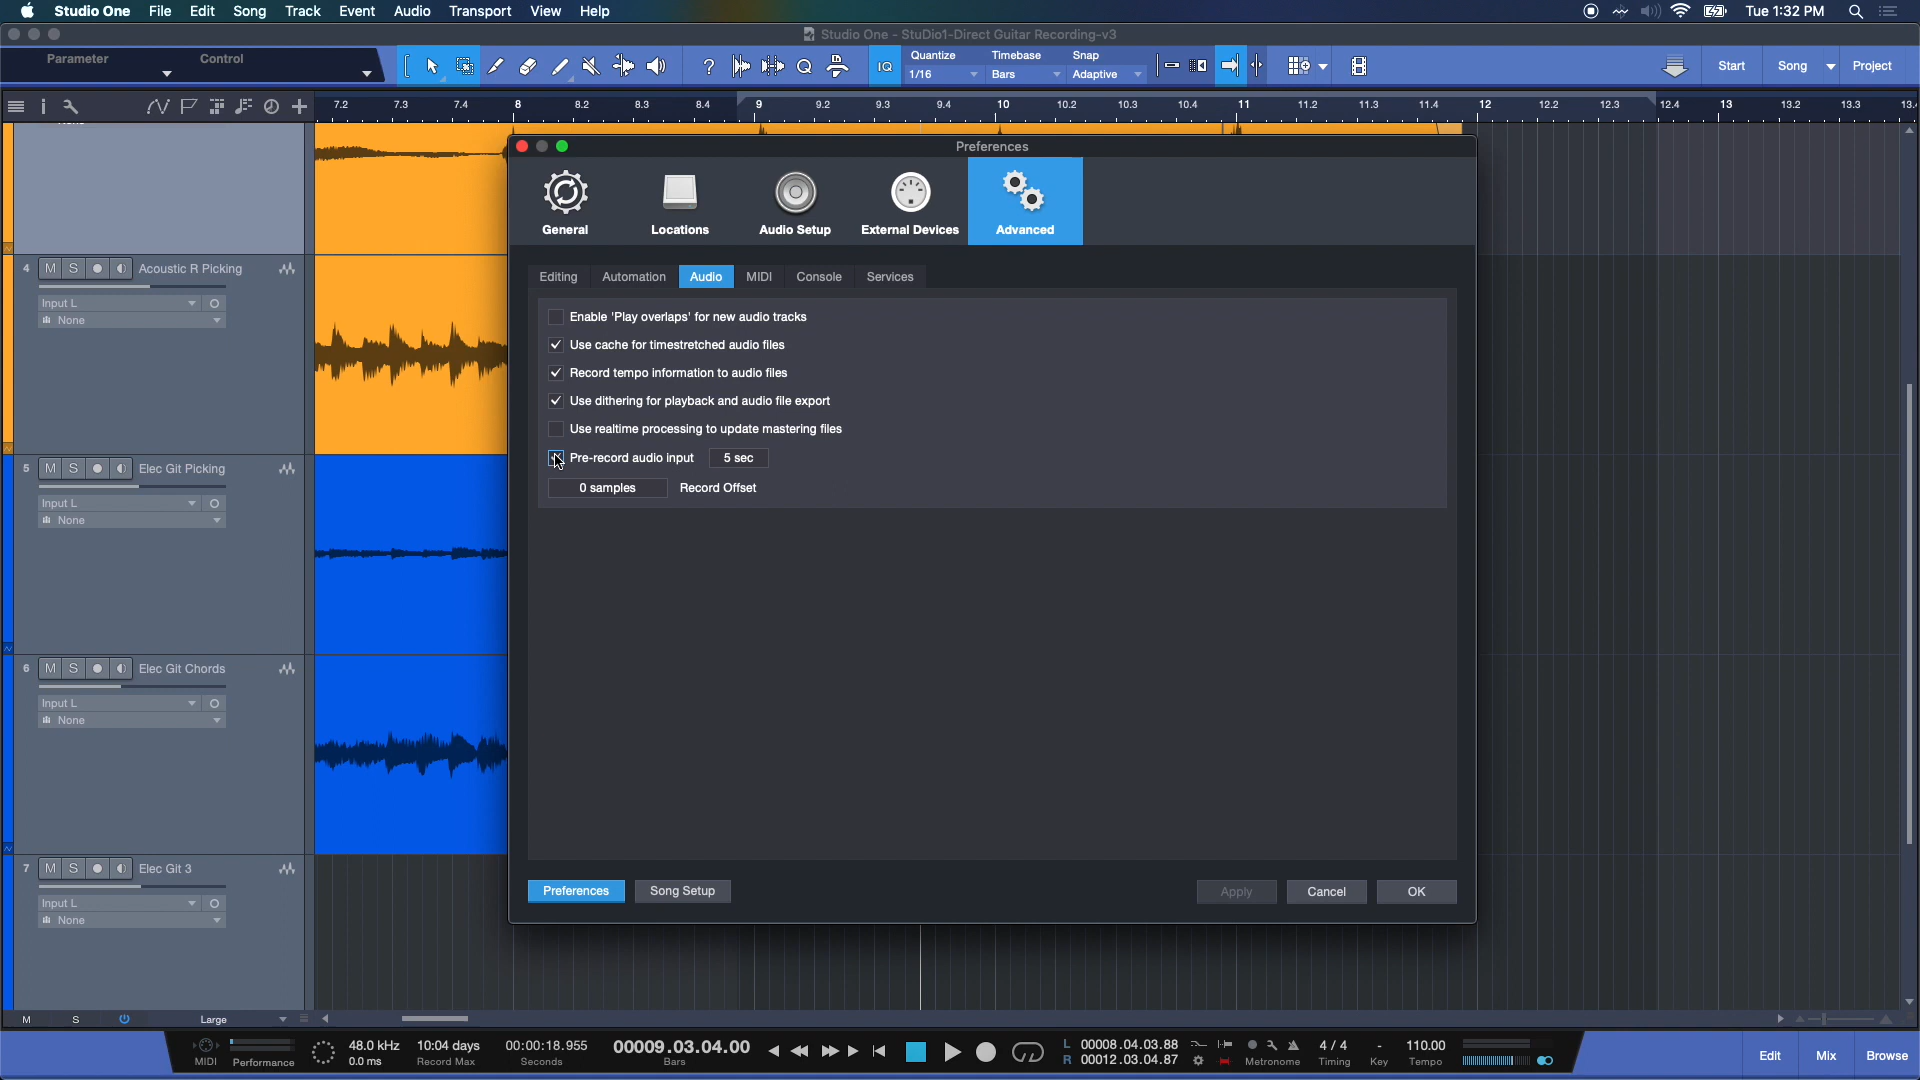 Studio One File Edit Song Track Event Audio Transport View Help Tue 1:32 PM
Studio One - StuDio1-Direct Guitar Recording-v3
Parameter Control
Quantize Timebase Snap
1/16 Bars Adaptive
IQ
Start Song Project
7.2 7.3 7.4 8 8.2 8.3 8.4 9 9.2 9.3 9.4 10 10.2 10.3 10.4 11 11.2 11.3 11.4 12 12.2 12.3 12.4 13 13.2 13.3 13.4
Preferences
General Locations Audio Setup External Devices Advanced
Editing Automation Audio MIDI Console Services
Enable 'Play overlaps' for new audio tracks
Use cache for timestretched audio files
Record tempo information to audio files
Use dithering for playback and audio file export
Use realtime processing to update mastering files
Pre-record audio input 5 sec
0 samples Record Offset
Preferences Song Setup Apply Cancel OK
4 M S Acoustic R Picking
Input L
None
5 M S Elec Git Picking
Input L
None
6 M S Elec Git Chords
Input L
None
7 M S Elec Git 3
Input L
None
M S Large
MIDI Performance
48.0 kHz
0.0 ms
10:04 days
Record Max
00:00:18.955
Seconds
00009.03.04.00
Bars
L 00008.04.03.88
R 00012.03.04.87
Metronome
4 / 4
Timing
-
Key
110.00
Tempo
Edit Mix Browse